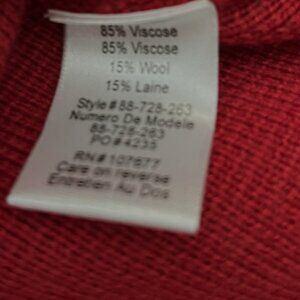 85% Viscose
85% Viscose
15% Wool
15% Laine
Style# 88-728-263
Numero De Modele
88-728-263
PO# 4235
RN# 107677
Care on reverse
Entretien Au Dos